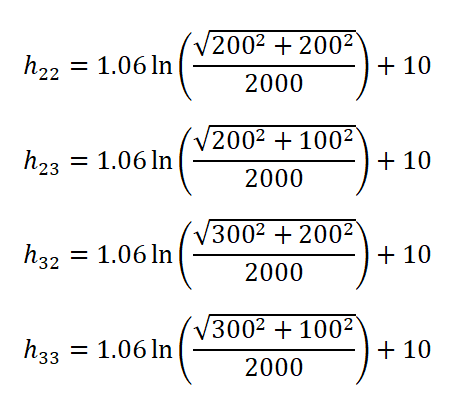 h₂₂ = 1.06 ln(√(200² + 200²)/2000) + 10
h₂₃ = 1.06 ln(√(200² + 100²)/2000) + 10
h₃₂ = 1.06 ln(√(300² + 200²)/2000) + 10
h₃₃ = 1.06 ln(√(300² + 100²)/2000) + 10